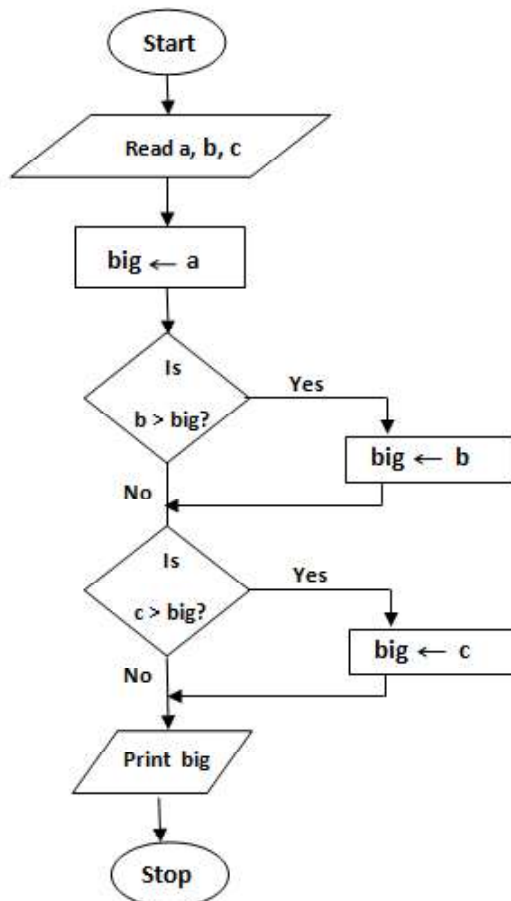 Start
Read a, b, c
big ← a
Is
b > big?
Yes
big ← b
No
Is
c > big?
Yes
big ← c
No
Print big
Stop